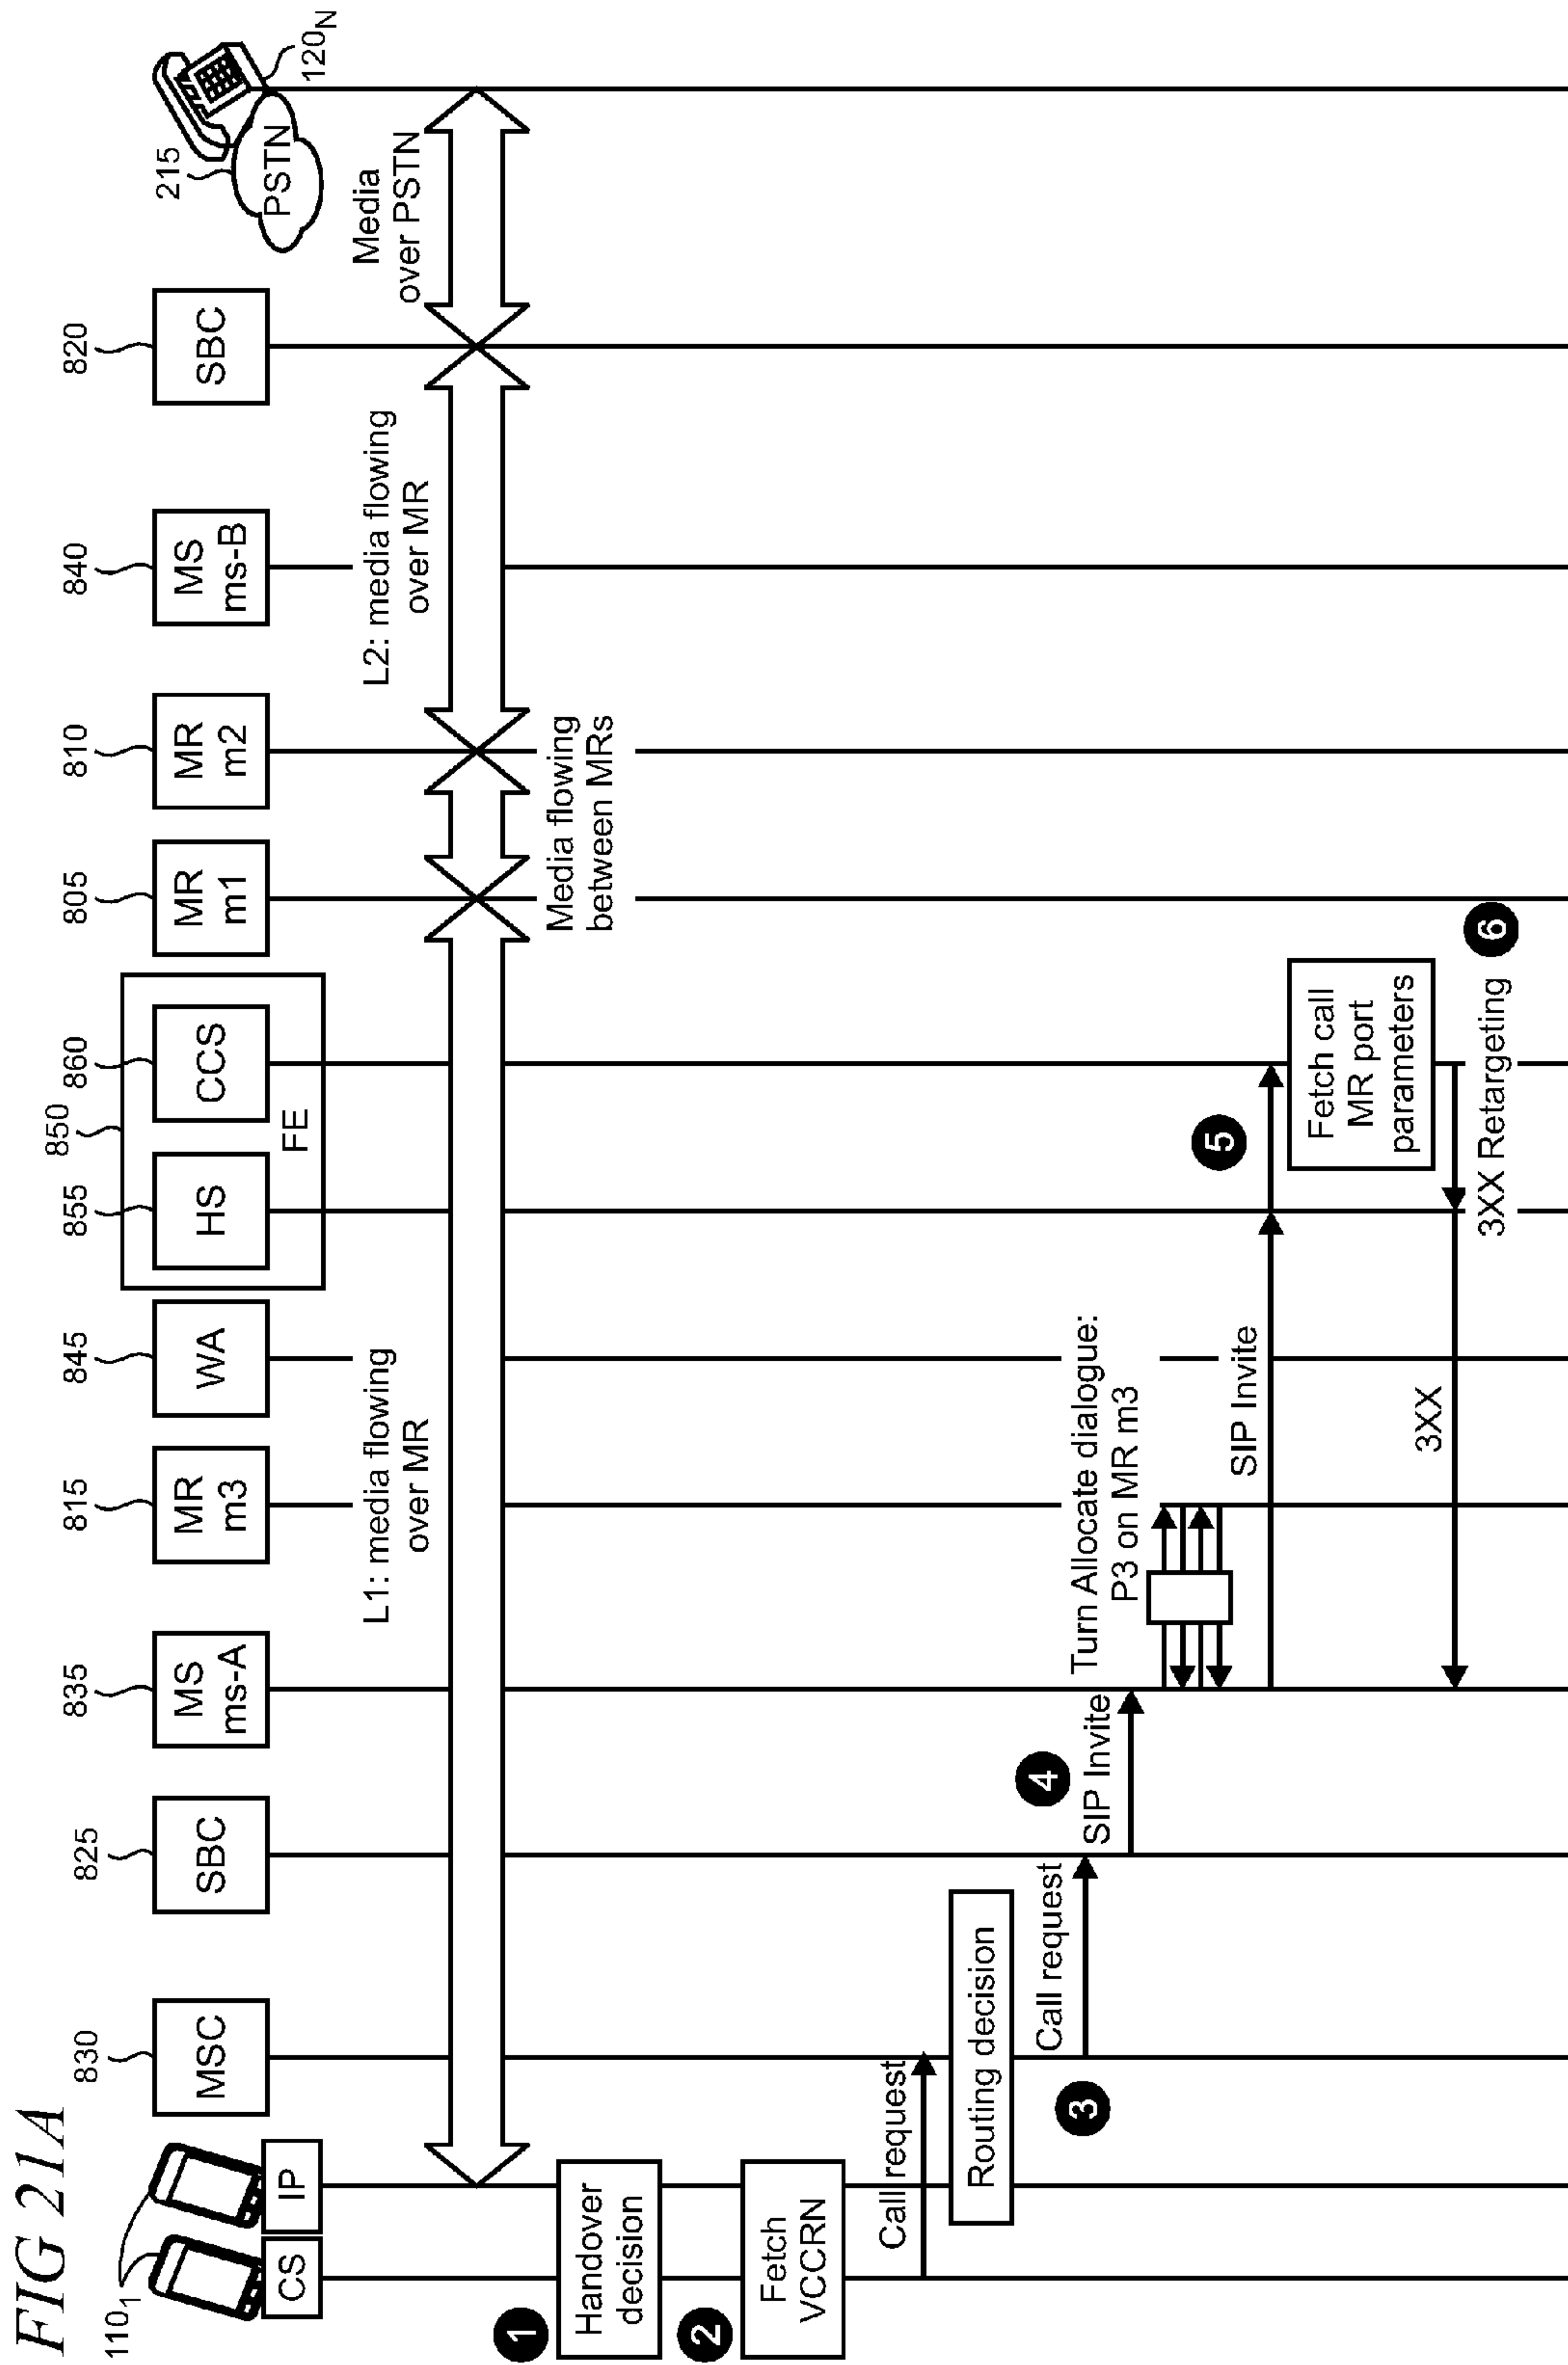 FIG 21A
110₁
830
825
835
815
845
850
855
860
805
810
840
820
215
120N
CS
IP
MSC
SBC
MS
ms-A
MR
m3
WA
HS
CCS
FE
MR
m1
MR
m2
MS
ms-B
SBC
PSTN
L1: media flowing
over MR
L2: media flowing
over MR
Media
over PSTN
Media flowing
between MRs
1
Handover
decision
2
Fetch
VCCRN
Call request
Routing decision
3
Call request
4
SIP Invite
Turn Allocate dialogue:
P3 on MR m3
SIP Invite
5
Fetch call
MR port
parameters
3XX
3XX Retargeting
6